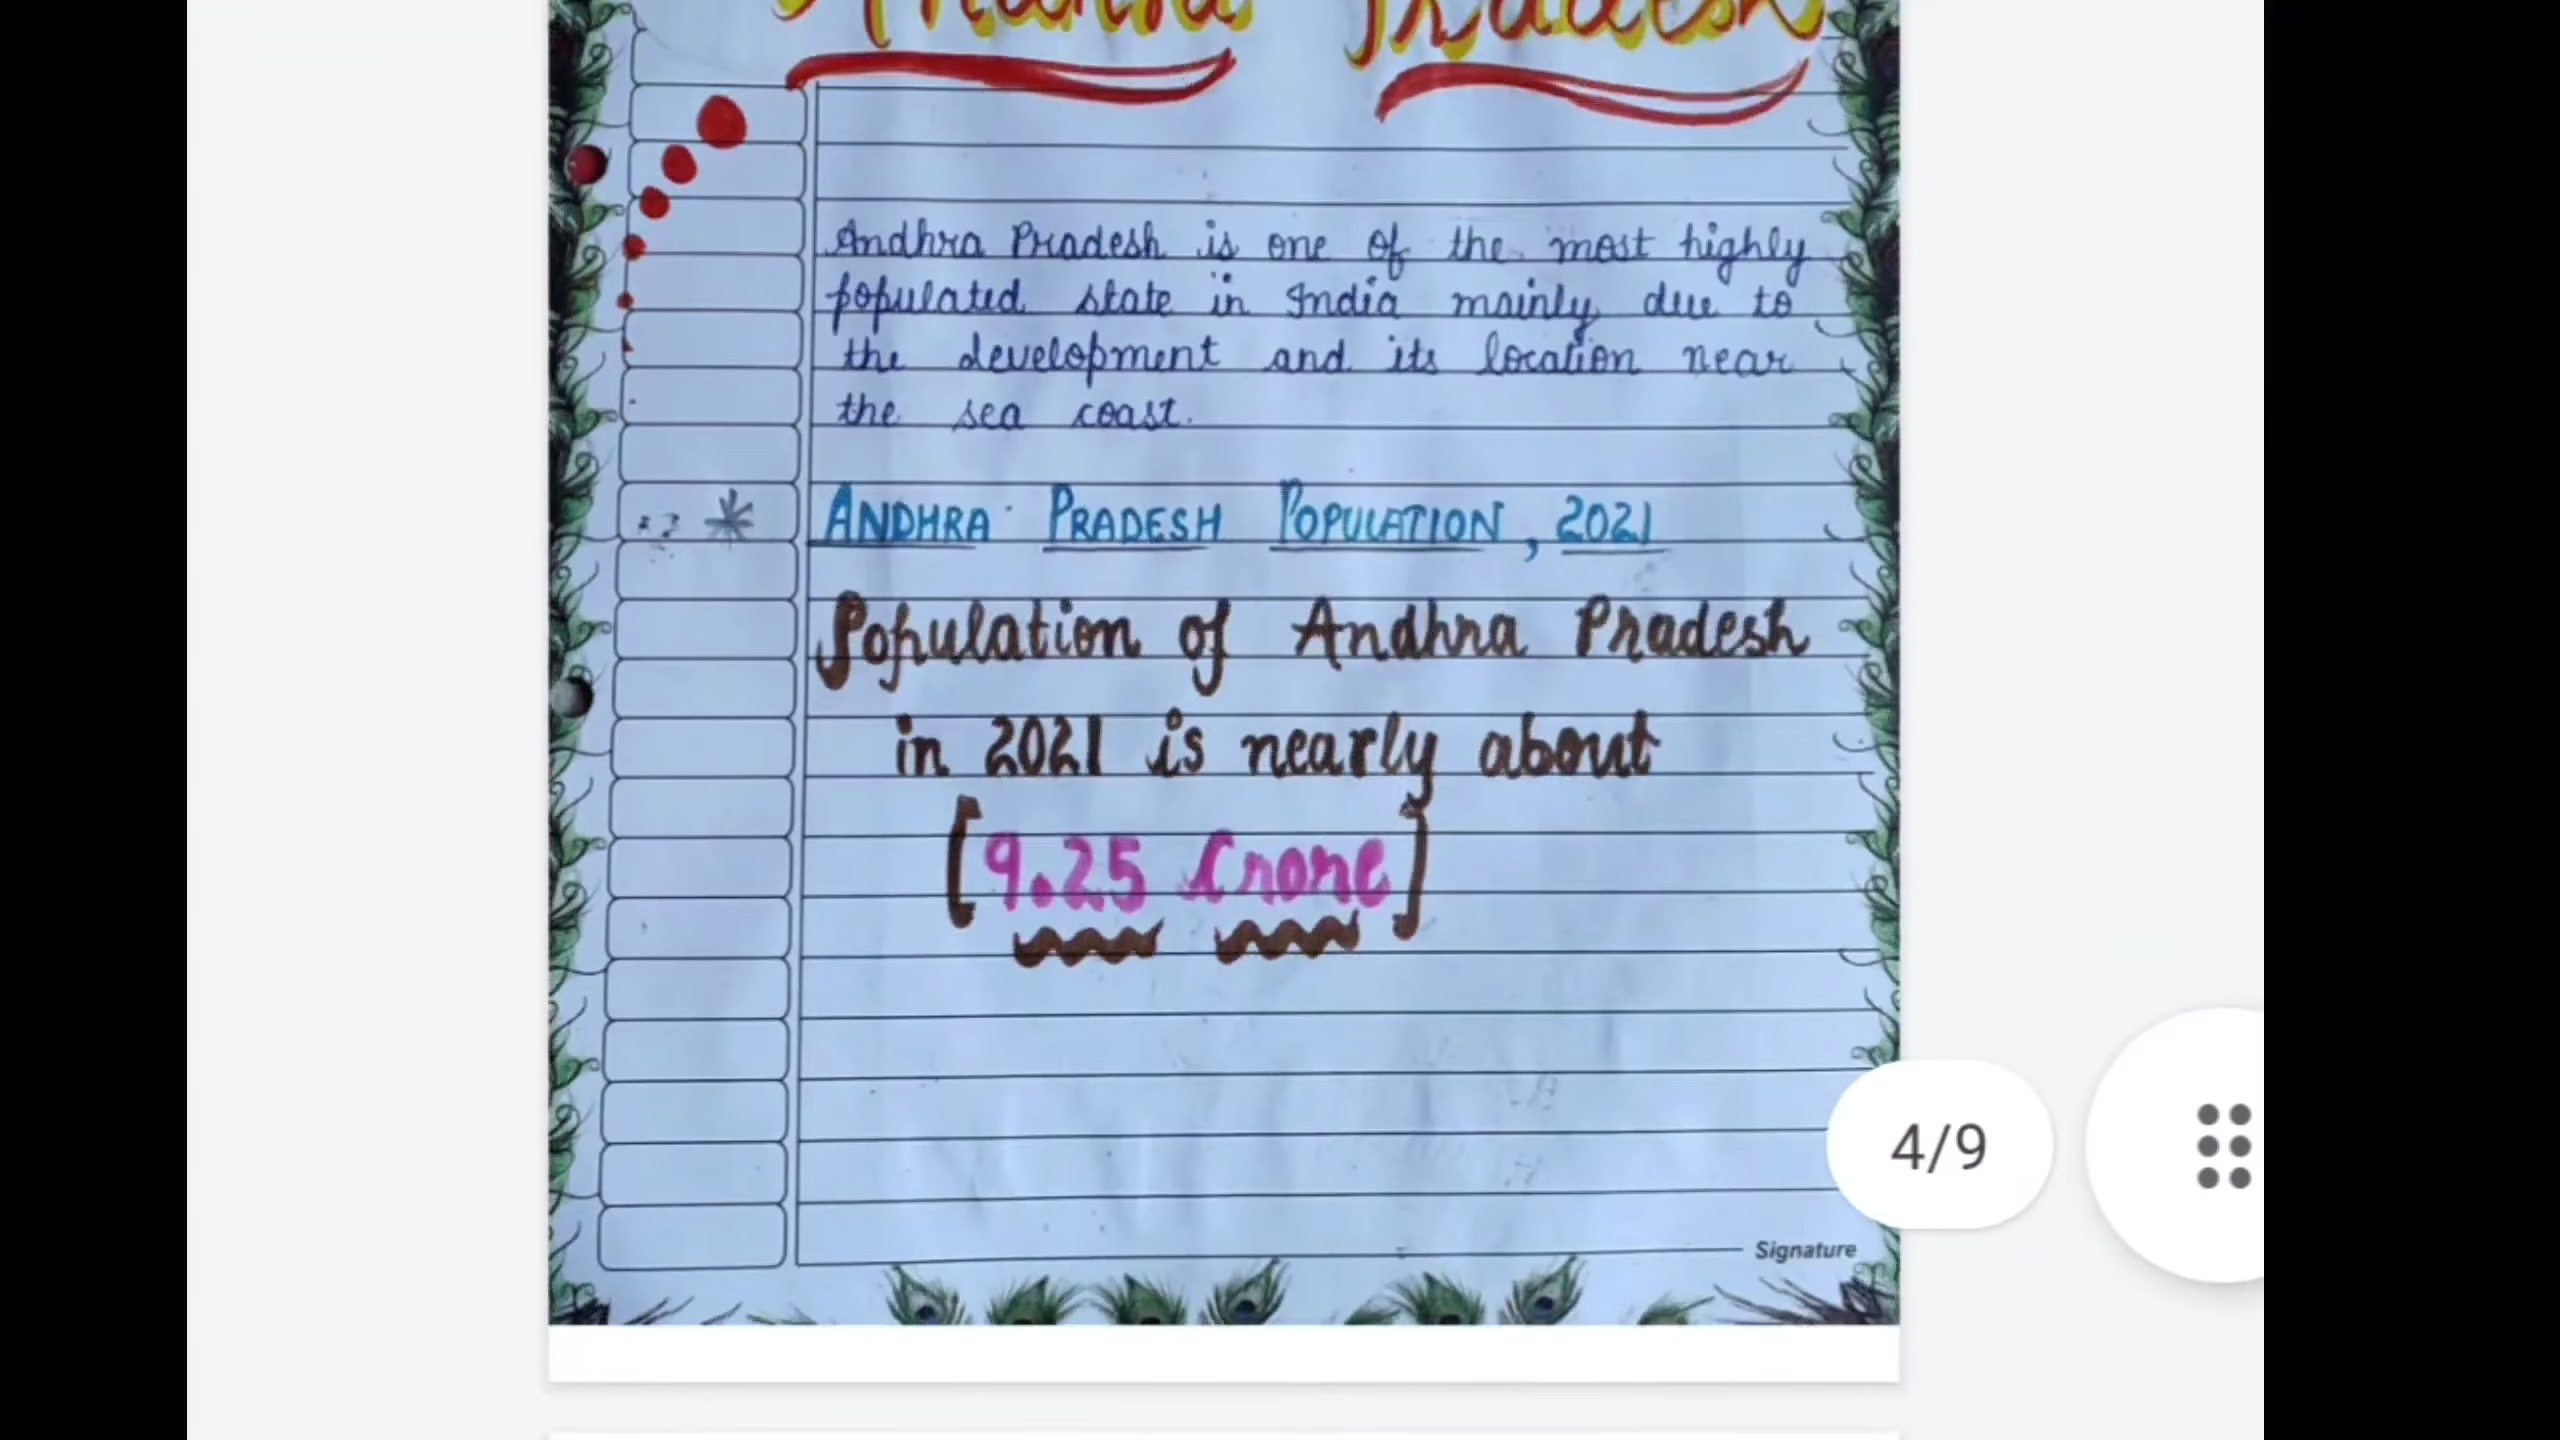 Andhra Pradesh
Andhra Pradesh is one of the most highly
populated state in India mainly due to
the development and its location near
the sea coast.
ANDHRA PRADESH POPULATION, 2021
Population of Andhra Pradesh
in 2021 is nearly about
[9.25 Crore]
4/9
Signature